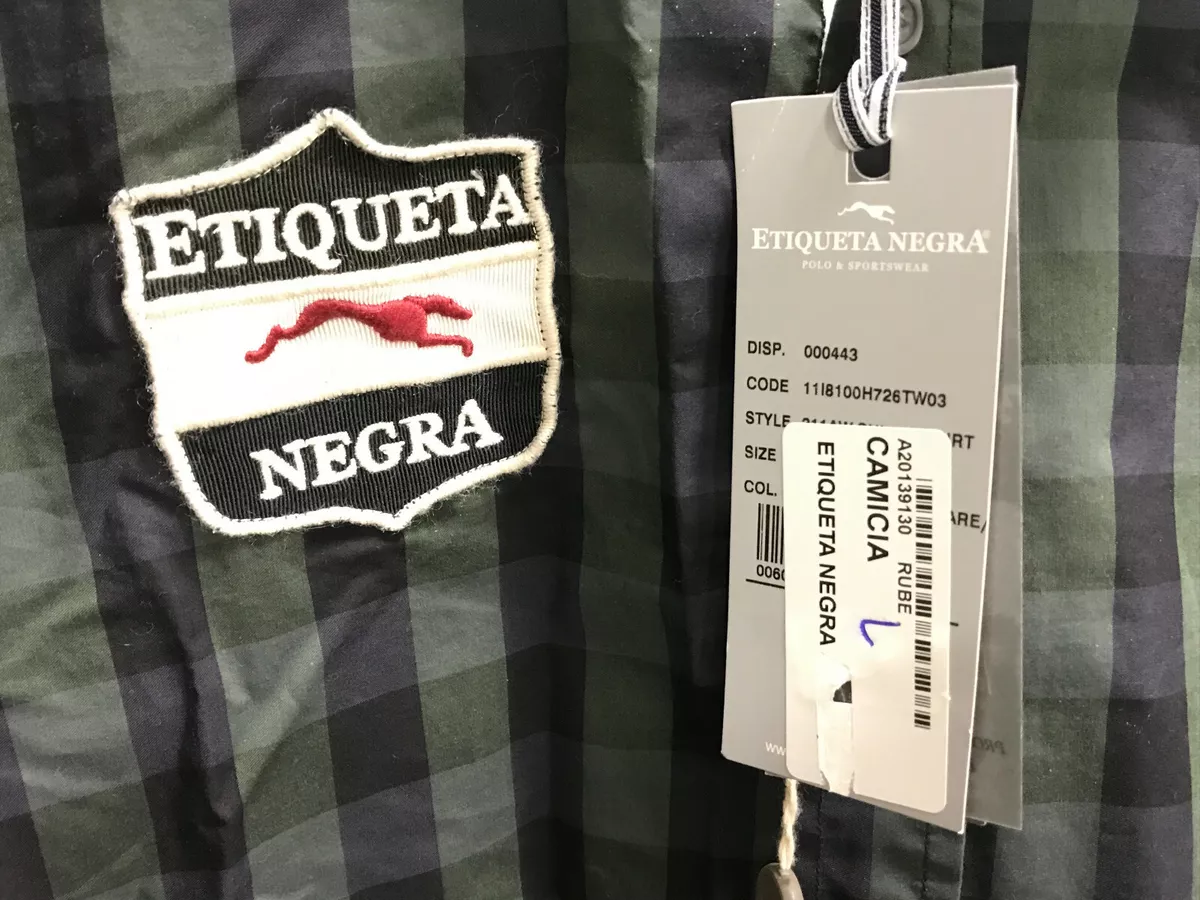 ETIQUETA
NEGRA
ETIQUETA NEGRA®
POLO & SPORTSWEAR
DISP. 000443
CODE 11I8100H726TW03
STYLE
SIZE
COL.
A20139130 RUBE
CAMICIA
L
ETIQUETA NEGRA